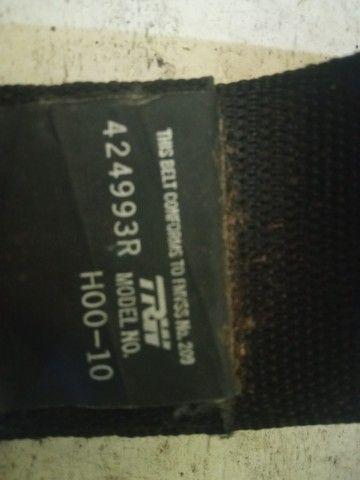 THIS BELT CONFORMS TO FMVSS No. 209
TRW
424993R MODEL NO.
H00-10